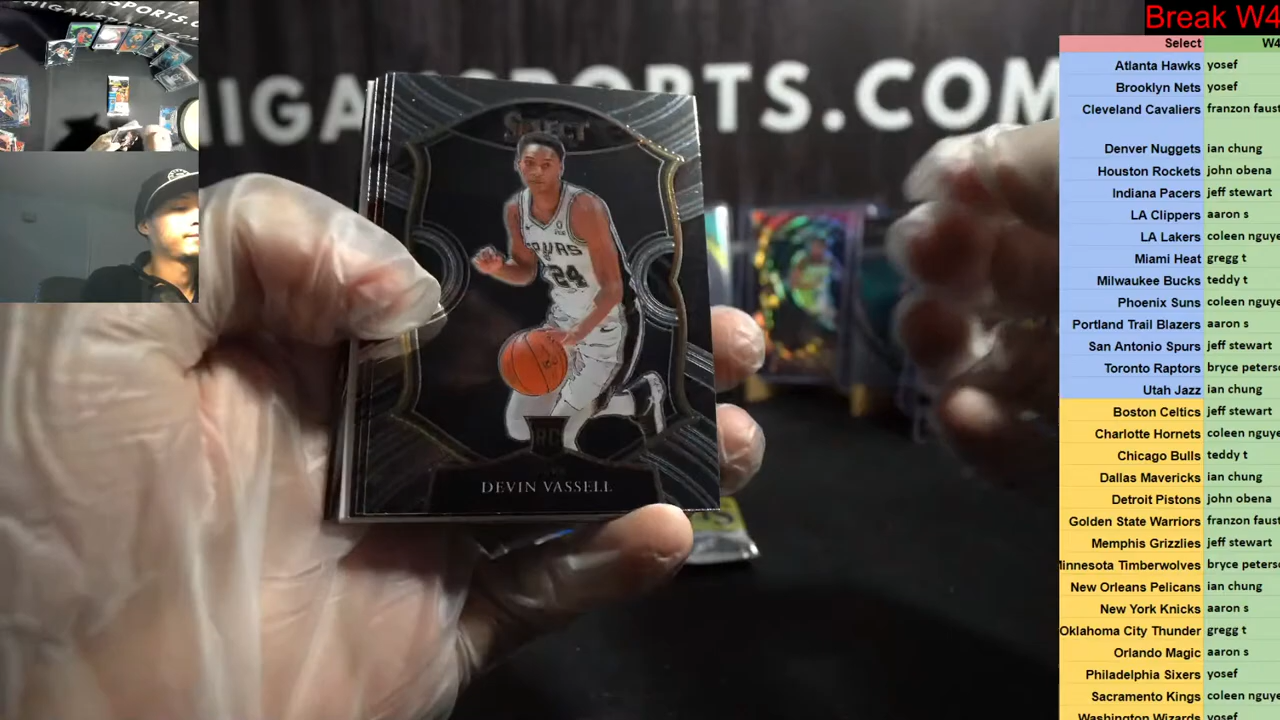 Break W4
Select W4
Atlanta Hawks yosef
Brooklyn Nets yosef
Cleveland Cavaliers franzon faust
Denver Nuggets ian chung
Houston Rockets john obena
Indiana Pacers jeff stewart
LA Clippers aaron s
LA Lakers coleen nguye
Miami Heat gregg t
Milwaukee Bucks teddy t
Phoenix Suns coleen nguye
Portland Trail Blazers aaron s
San Antonio Spurs jeff stewart
Toronto Raptors bryce peters
Utah Jazz ian chung
Boston Celtics jeff stewart
Charlotte Hornets coleen nguye
Chicago Bulls teddy t
Dallas Mavericks ian chung
Detroit Pistons john obena
Golden State Warriors franzon faust
Memphis Grizzlies jeff stewart
Minnesota Timberwolves bryce peters
New Orleans Pelicans ian chung
New York Knicks aaron s
Oklahoma City Thunder gregg t
Orlando Magic aaron s
Philadelphia Sixers yosef
Sacramento Kings coleen nguye
Washington Wizards yosef
HIGAHSPORTS.COM
SELECT
SPURS
24
RC
DEVIN VASSELL